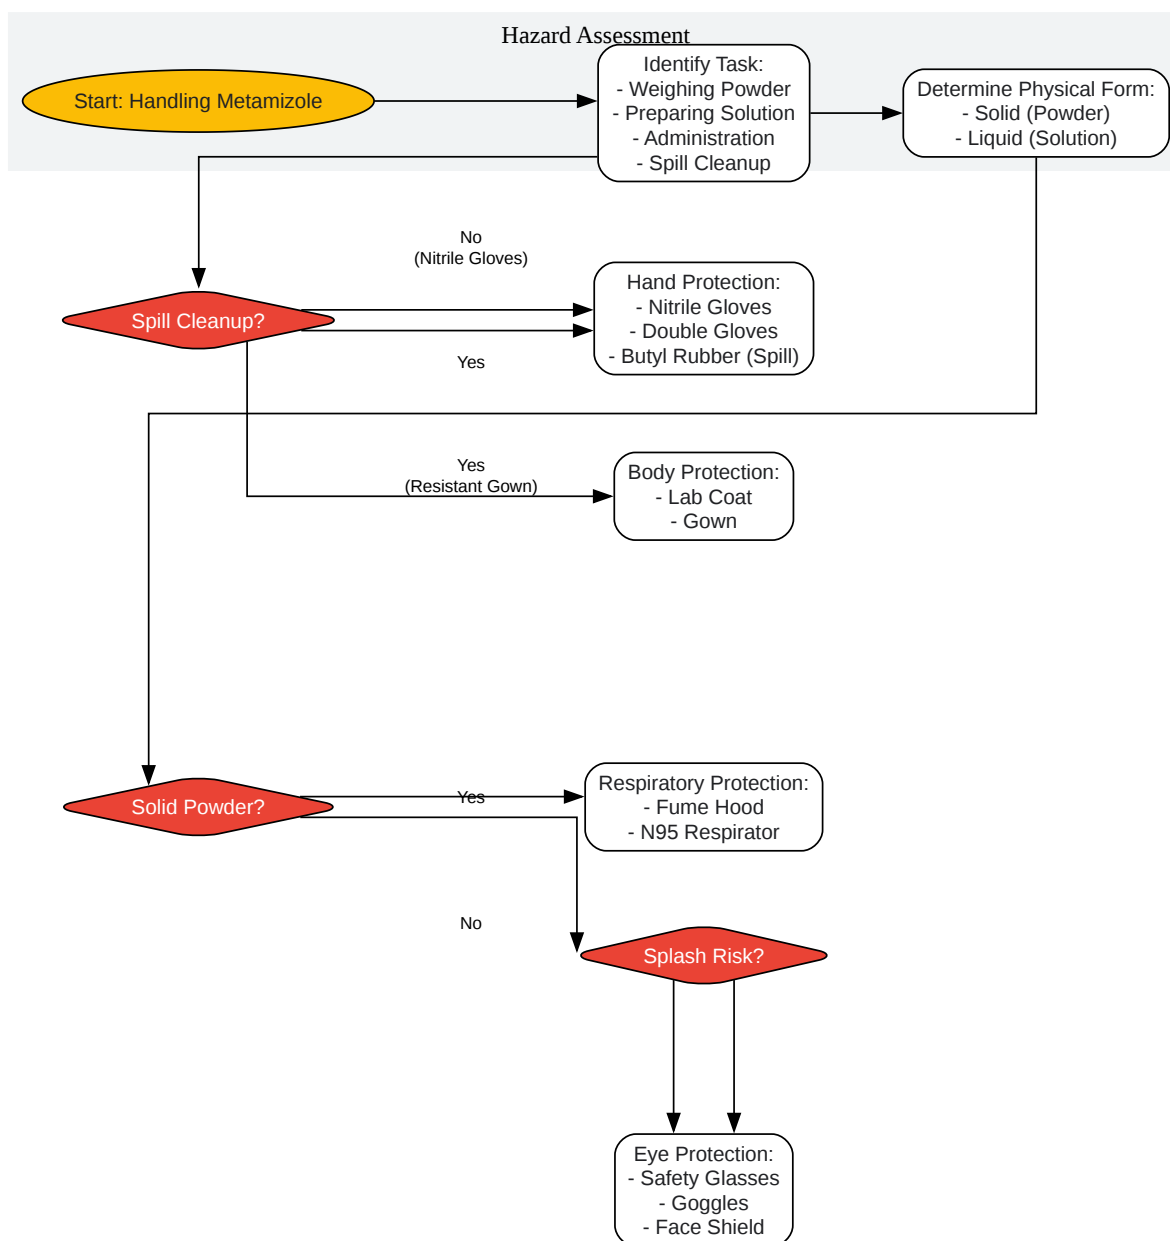 Hazard Assessment
Start: Handling Metamizole
Identify Task:
- Weighing Powder
- Preparing Solution
- Administration
- Spill Cleanup
Determine Physical Form:
- Solid (Powder)
- Liquid (Solution)
No
(Nitrile Gloves)
Spill Cleanup?
Hand Protection:
- Nitrile Gloves
- Double Gloves
- Butyl Rubber (Spill)
Yes
Yes
(Resistant Gown)
Body Protection:
- Lab Coat
- Gown
Solid Powder?
Yes
Respiratory Protection:
- Fume Hood
- N95 Respirator
No
Splash Risk?
Eye Protection:
- Safety Glasses
- Goggles
- Face Shield